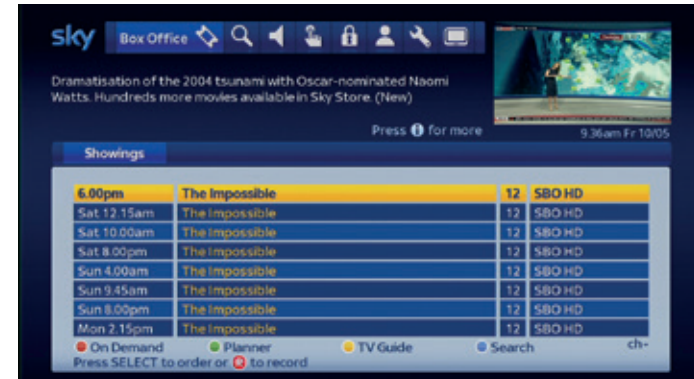 sky Box Office
Dramatisation of the 2004 tsunami with Oscar-nominated Naomi
Watts. Hundreds more movies available in Sky Store. (New)
Press i for more
9.36am Fr 10/05
Showings
6.00pm The Impossible 12 SBO HD
Sat 12.15am The Impossible 12 SBO HD
Sat 10.00am The Impossible 12 SBO HD
Sat 8.00pm The Impossible 12 SBO HD
Sun 4.00am The Impossible 12 SBO HD
Sun 9.45am The Impossible 12 SBO HD
Sun 8.00pm The Impossible 12 SBO HD
Mon 2.15pm The Impossible 12 SBO HD
On Demand Planner TV Guide Search ch-
Press SELECT to order or R to record